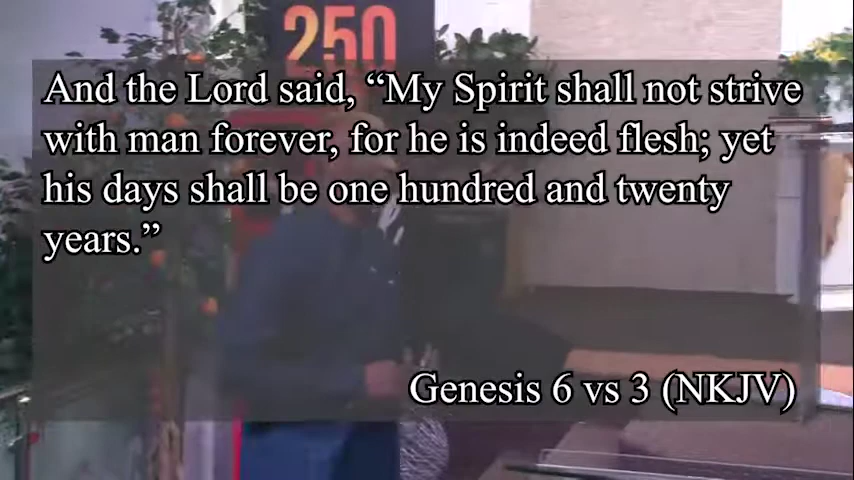 250
And the Lord said, “My Spirit shall not strive
with man forever, for he is indeed flesh; yet
his days shall be one hundred and twenty
years.”
Genesis 6 vs 3 (NKJV)